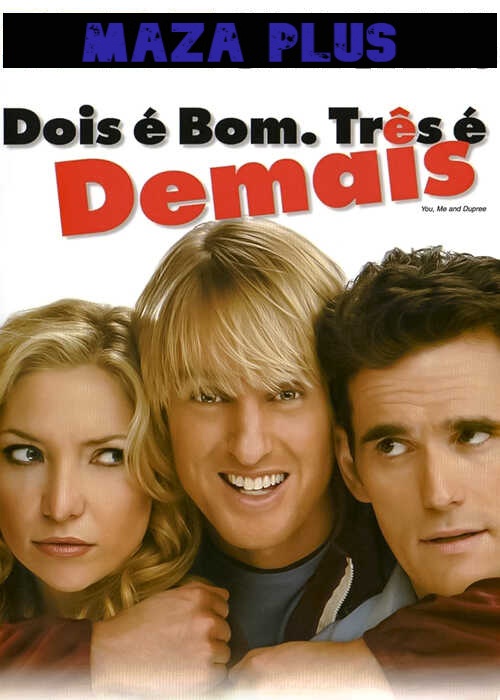 MAZA PLUS
Dois é Bom. Três é
Demais
You, Me and Dupree